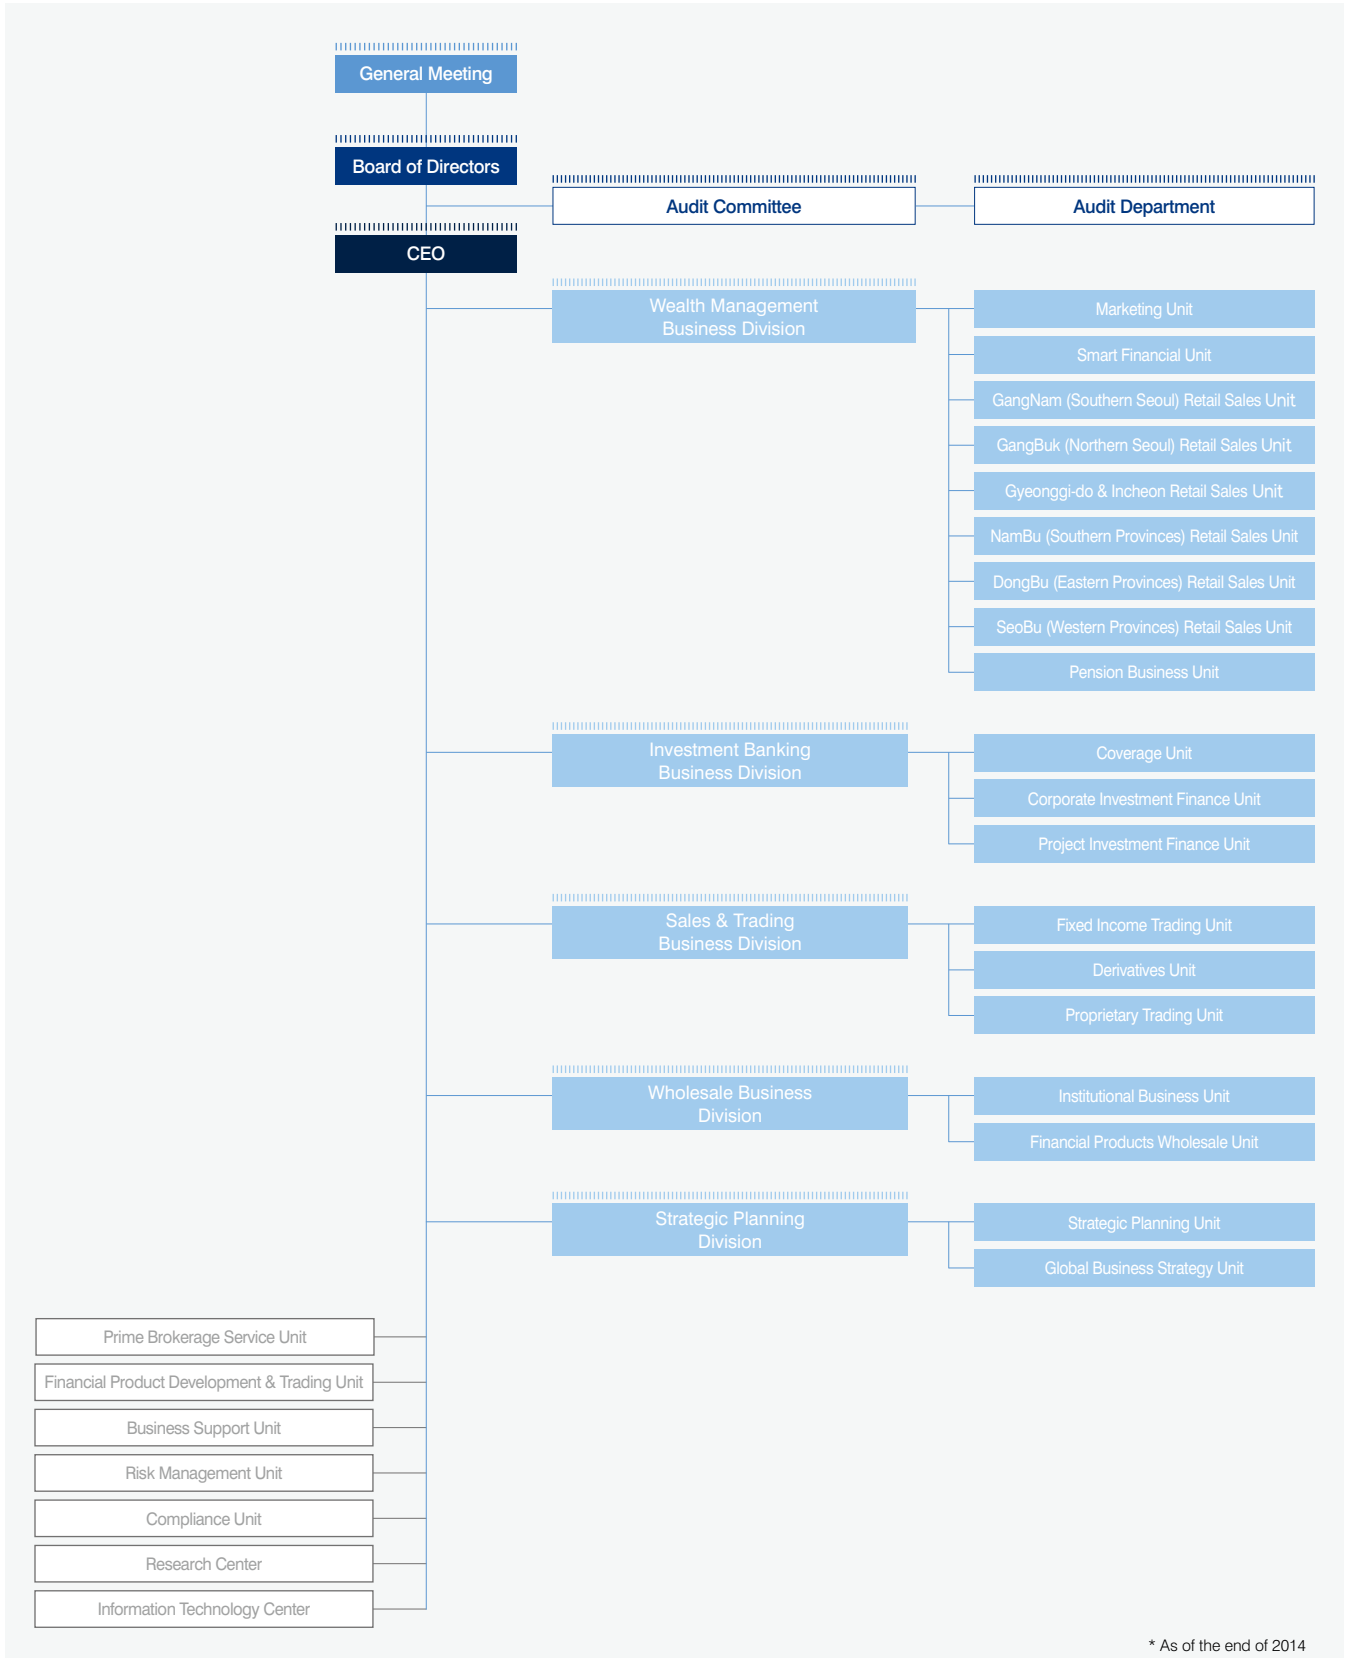 General Meeting
Board of Directors
Audit Committee
Audit Department
CEO
Wealth Management
Business Division
Marketing Unit
Smart Financial Unit
GangNam (Southern Seoul) Retail Sales Unit
GangBuk (Northern Seoul) Retail Sales Unit
Gyeonggi-do & Incheon Retail Sales Unit
NamBu (Southern Provinces) Retail Sales Unit
DongBu (Eastern Provinces) Retail Sales Unit
SeoBu (Western Provinces) Retail Sales Unit
Pension Business Unit
Investment Banking
Business Division
Coverage Unit
Corporate Investment Finance Unit
Project Investment Finance Unit
Sales & Trading
Business Division
Fixed Income Trading Unit
Derivatives Unit
Proprietary Trading Unit
Wholesale Business
Division
Institutional Business Unit
Financial Products Wholesale Unit
Strategic Planning
Division
Strategic Planning Unit
Global Business Strategy Unit
Prime Brokerage Service Unit
Financial Product Development & Trading Unit
Business Support Unit
Risk Management Unit
Compliance Unit
Research Center
Information Technology Center
* As of the end of 2014